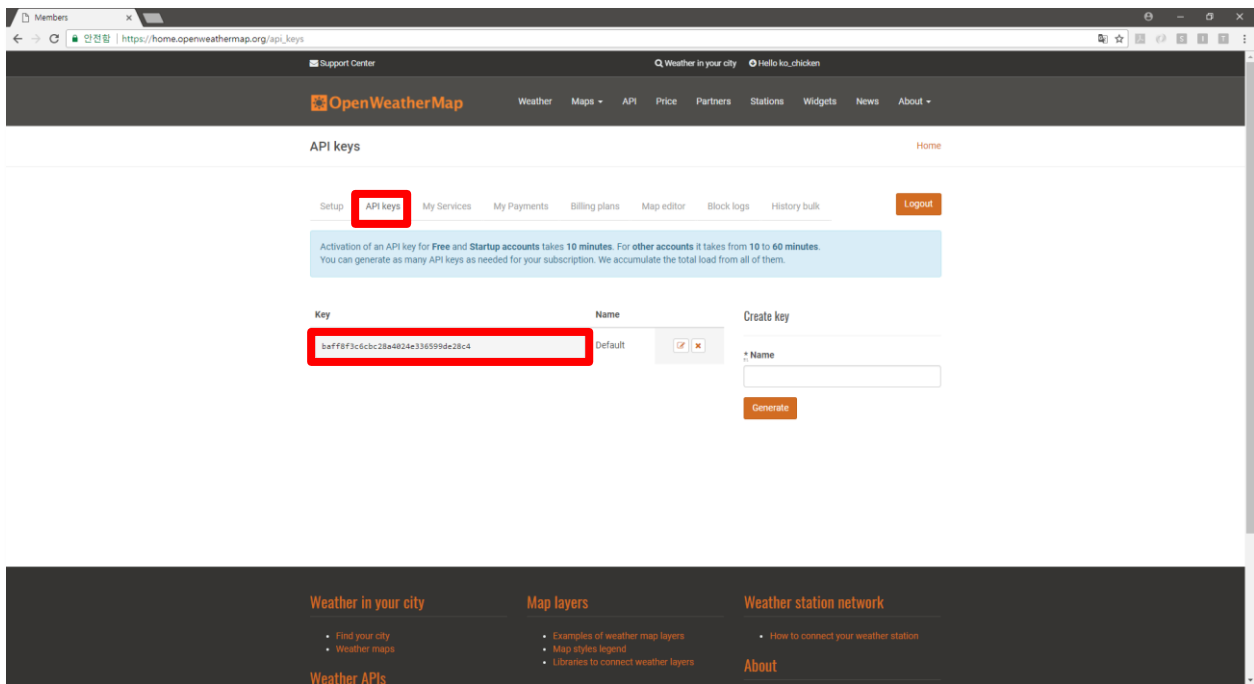 Members
안전함 | https://home.openweathermap.org/api_keys
Support Center Weather in your city Hello ko_chicken
OpenWeatherMap Weather Maps API Price Partners Stations Widgets News About
API keys Home
Setup API keys My Services My Payments Billing plans Map editor Block logs History bulk Logout
Activation of an API key for Free and Startup accounts takes 10 minutes. For other accounts it takes from 10 to 60 minutes.
You can generate as many API keys as needed for your subscription. We accumulate the total load from all of them.
Key Name Create key
baff8f3c6cbc28a4024e336599de28c4 Default
* Name
Generate
Weather in your city Map layers Weather station network
Find your city Examples of weather map layers How to connect your weather station
Weather maps Map styles legend
Libraries to connect weather layers
Weather APIs About